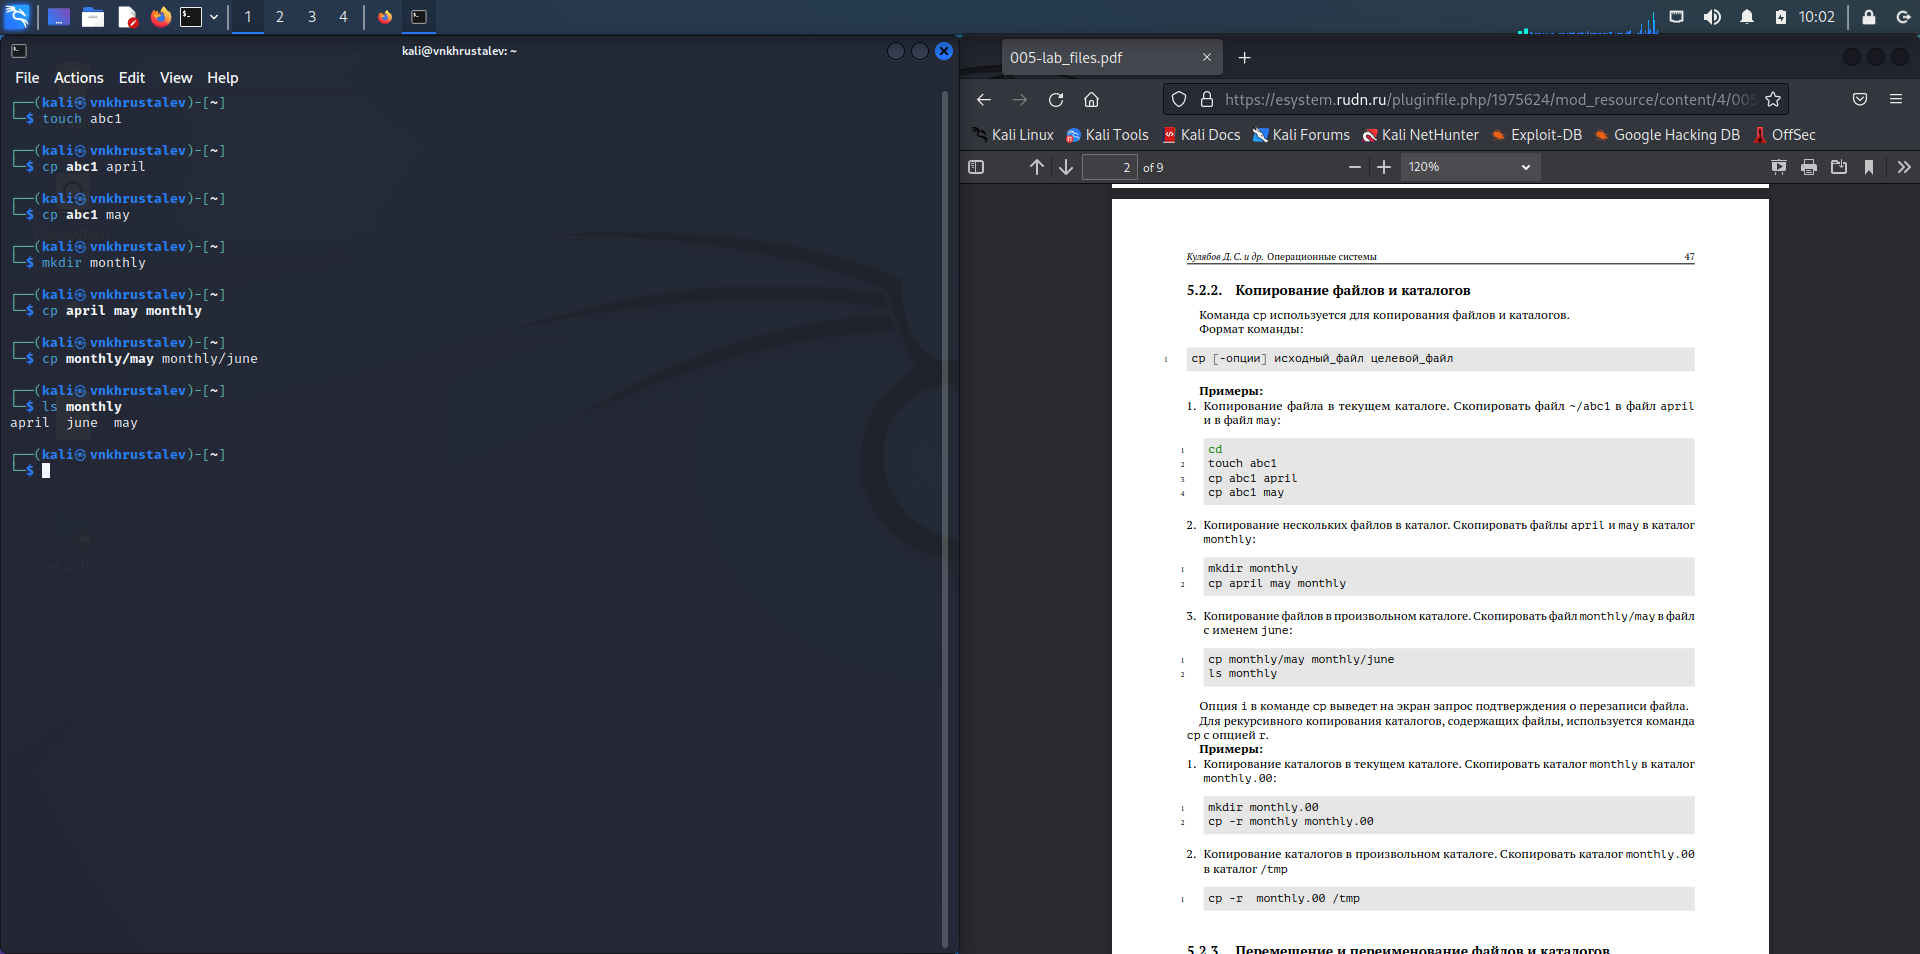 1
2
3
4
10:02
kali@vnkhrustalev: ~
File Actions Edit View Help
┌──(kali㉿vnkhrustalev)-[~]
└─$ touch abc1
┌──(kali㉿vnkhrustalev)-[~]
└─$ cp abc1 april
┌──(kali㉿vnkhrustalev)-[~]
└─$ cp abc1 may
┌──(kali㉿vnkhrustalev)-[~]
└─$ mkdir monthly
┌──(kali㉿vnkhrustalev)-[~]
└─$ cp april may monthly
┌──(kali㉿vnkhrustalev)-[~]
└─$ cp monthly/may monthly/june
┌──(kali㉿vnkhrustalev)-[~]
└─$ ls monthly
april june may
┌──(kali㉿vnkhrustalev)-[~]
└─$
os-intro
005-lab_files.pdf
https://esystem.rudn.ru/pluginfile.php/1975624/mod_resource/content/4/005
Kali Linux Kali Tools Kali Docs Kali Forums Kali NetHunter Exploit-DB Google Hacking DB OffSec
2 of 9 120%
Кулябов Д. С. и др. Операционные системы 47
5.2.2. Копирование файлов и каталогов
Команда cp используется для копирования файлов и каталогов.
Формат команды:
1 cp [-опции] исходный_файл целевой_файл
Примеры:
1. Копирование файла в текущем каталоге. Скопировать файл ~/abc1 в файл april
и в файл may:
1 cd
2 touch abc1
3 cp abc1 april
4 cp abc1 may
2. Копирование нескольких файлов в каталог. Скопировать файлы april и may в каталог
monthly:
1 mkdir monthly
2 cp april may monthly
3. Копирование файлов в произвольном каталоге. Скопировать файл monthly/may в файл
с именем june:
1 cp monthly/may monthly/june
2 ls monthly
Опция i в команде cp выведет на экран запрос подтверждения о перезаписи файла.
Для рекурсивного копирования каталогов, содержащих файлы, используется команда
cp с опцией r.
Примеры:
1. Копирование каталогов в текущем каталоге. Скопировать каталог monthly в каталог
monthly.00:
1 mkdir monthly.00
2 cp -r monthly monthly.00
2. Копирование каталогов в произвольном каталоге. Скопировать каталог monthly.00
в каталог /tmp
1 cp -r monthly.00 /tmp
5.2.3. Перемещение и переименование файлов и каталогов